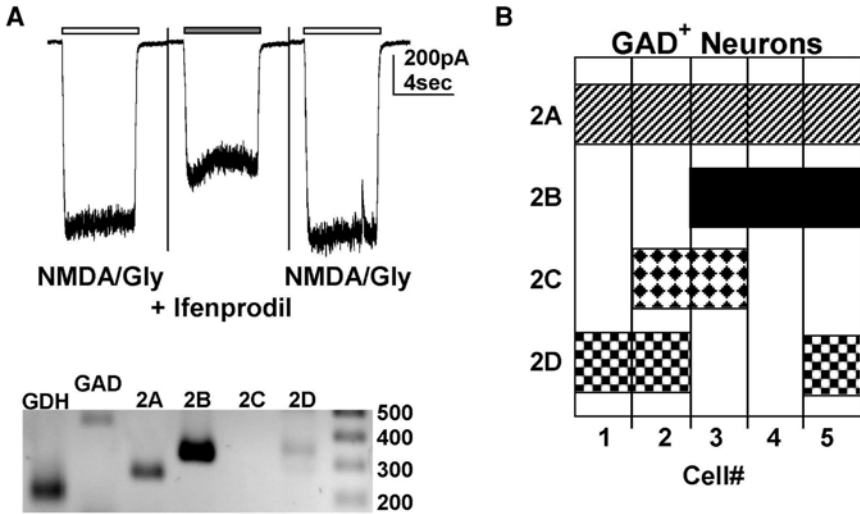 A
200pA
4sec
NMDA/Gly
NMDA/Gly
+ Ifenprodil
GDH GAD 2A 2B 2C 2D
500
400
300
200
B
GAD+ Neurons
2A
2B
2C
2D
1 2 3 4 5
Cell#